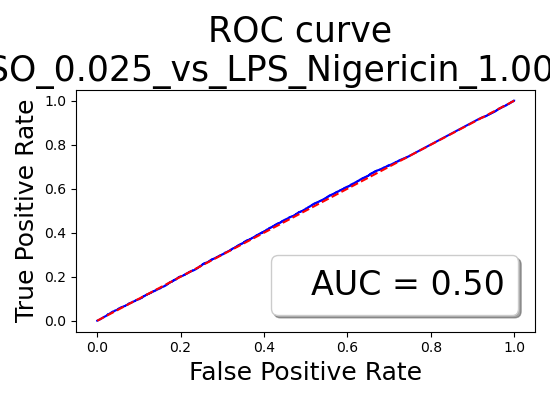 ROC curve
SO_0.025_vs_LPS_Nigericin_1.00
True Positive Rate
1.0
0.8
0.6
0.4
0.2
0.0
AUC = 0.50
0.0 0.2 0.4 0.6 0.8 1.0
False Positive Rate